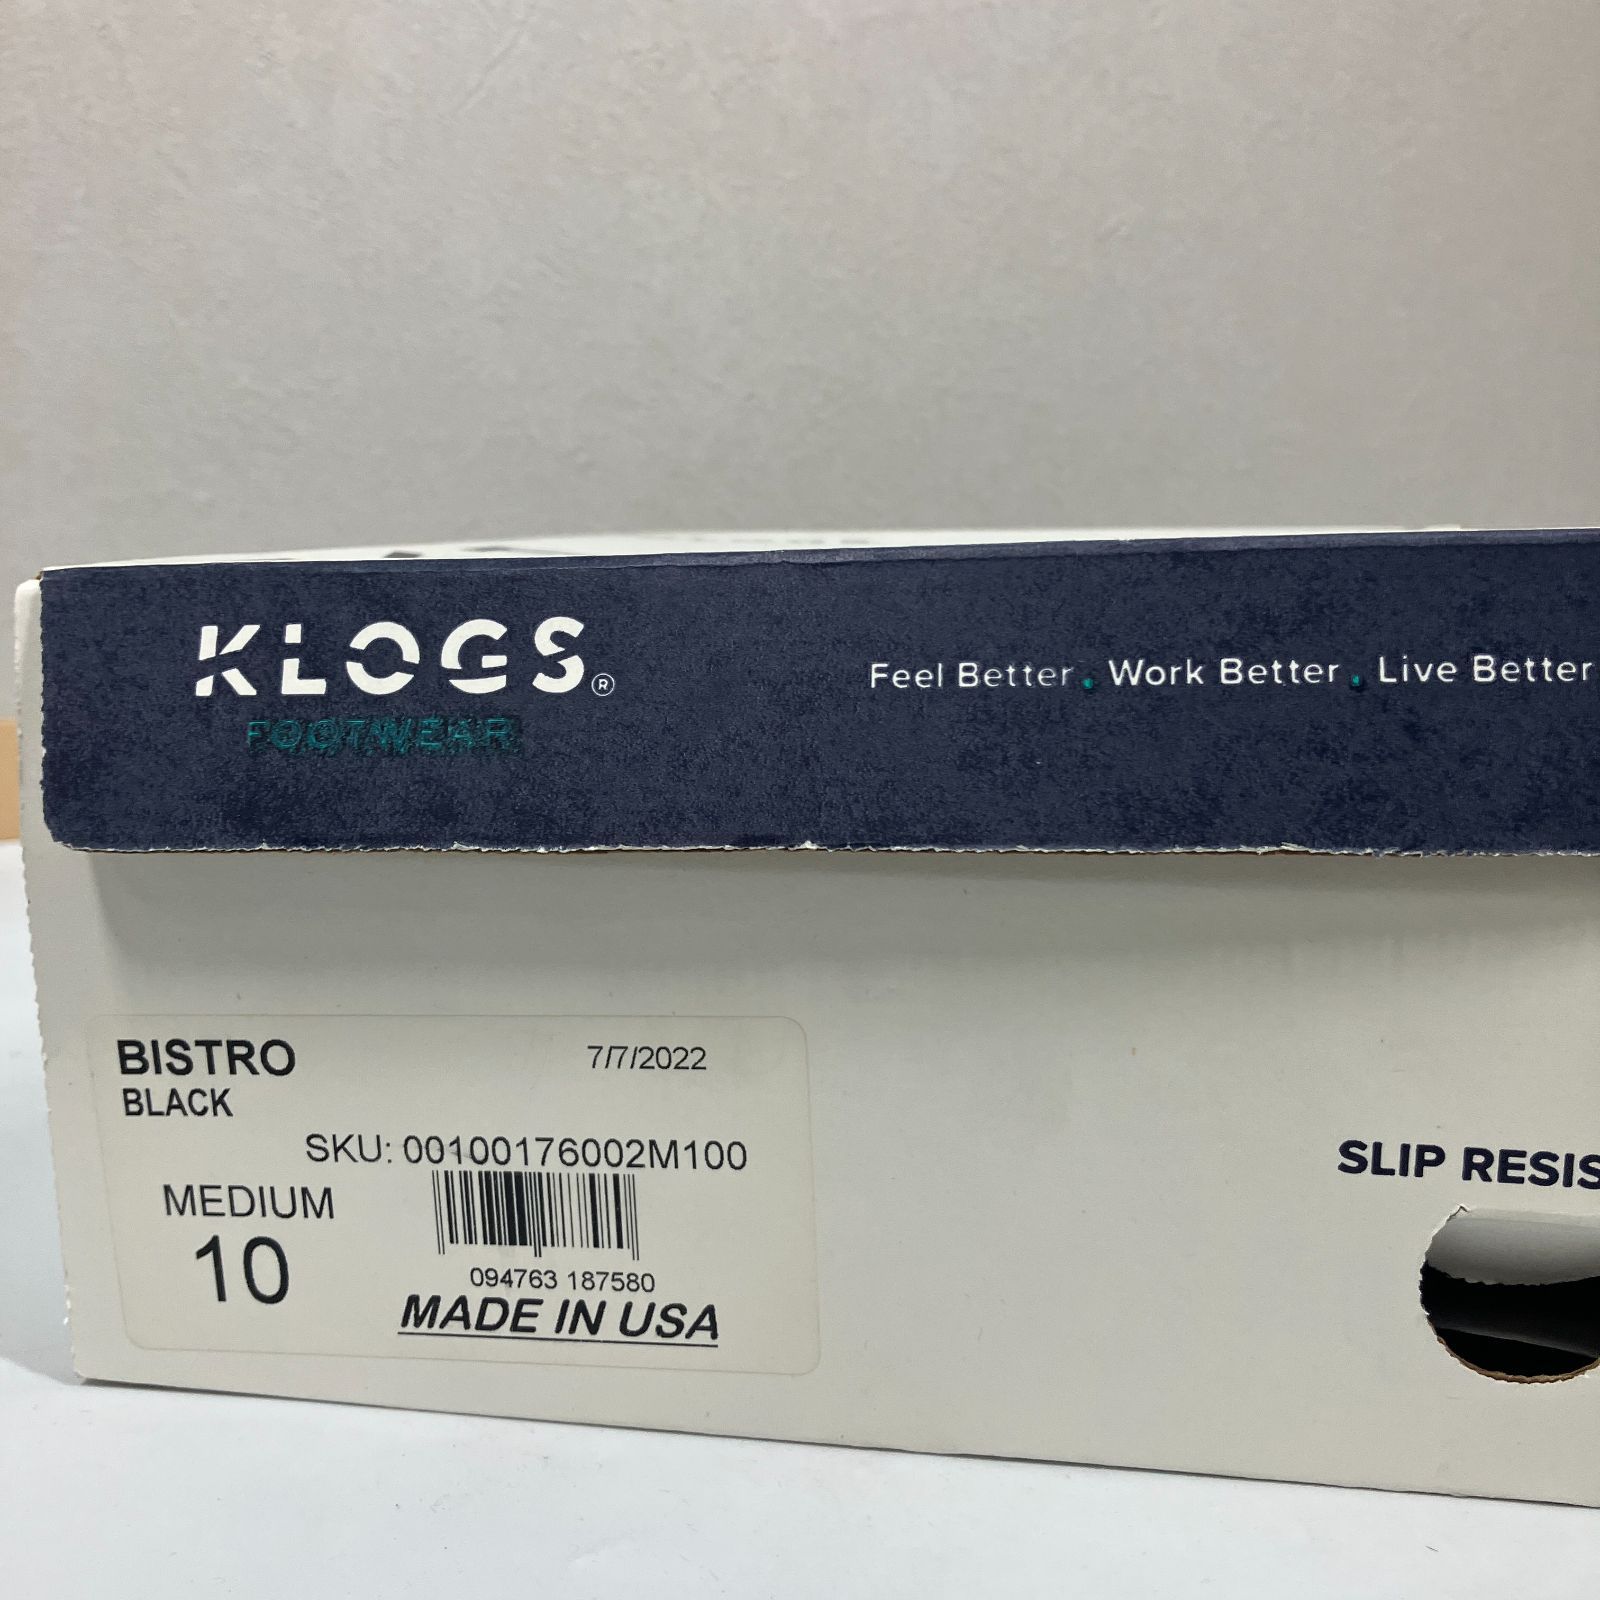 KLOGS®
FOOTWEAR
Feel Better. Work Better. Live Better
BISTRO
7/7/2022
BLACK
SKU: 00100176002M100
MEDIUM
10
094763 187580
MADE IN USA
SLIP